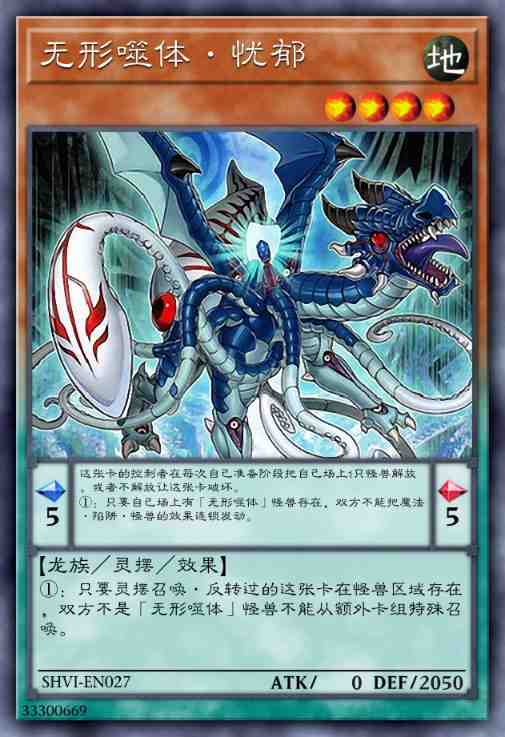 无形噬体·忧郁
地
这张卡的控制者在每次自己准备阶段把自己场上1只怪兽解放
,或者不解放让这张卡破坏。
①:只要自己场上有「无形噬体」怪兽存在,双方不能把魔法
·陷阱·怪兽的效果连锁发动。
5
5
【龙族/灵摆/效果】
①:只要灵摆召唤·反转过的这张卡在怪兽区域存在
,双方不是「无形噬体」怪兽不能从额外卡组特殊召
唤。
SHVI-EN027
ATK/ 0 DEF/2050
33300669